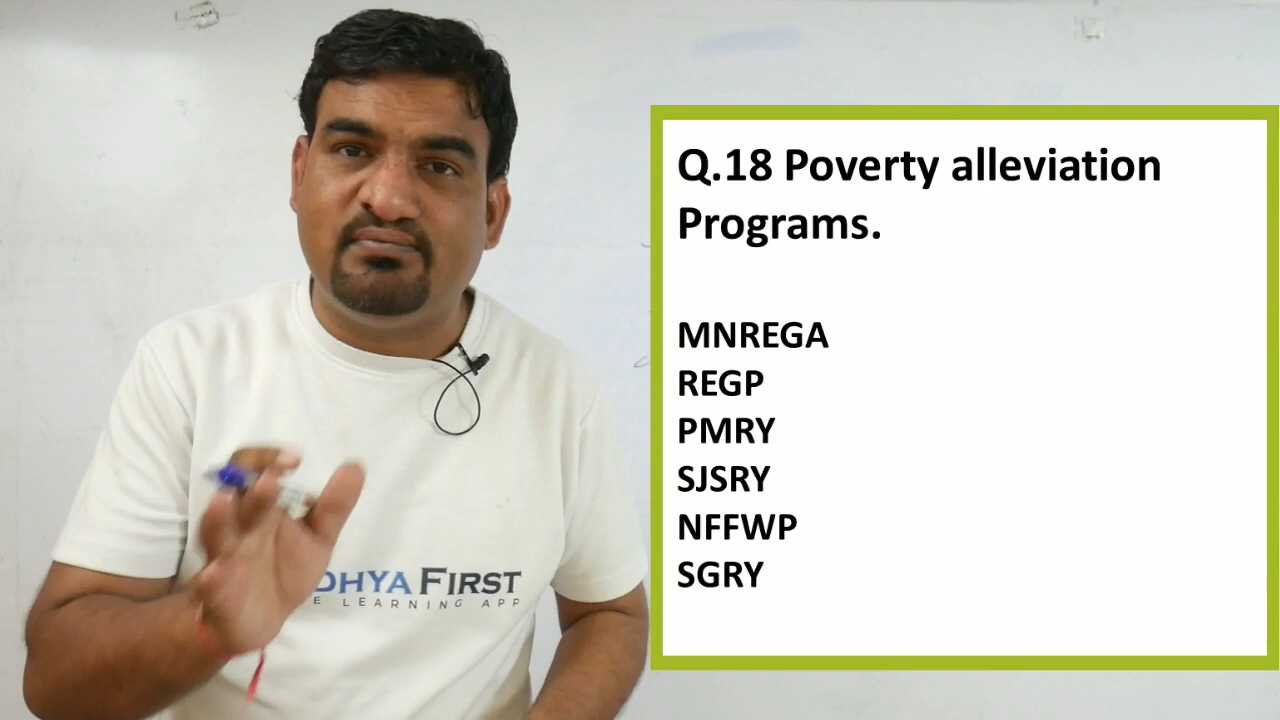 Q.18 Poverty alleviation
Programs.
MNREGA
REGP
PMRY
SJSRY
NFFWP
SGRY
DHYA FIRST
E LEARNING APP